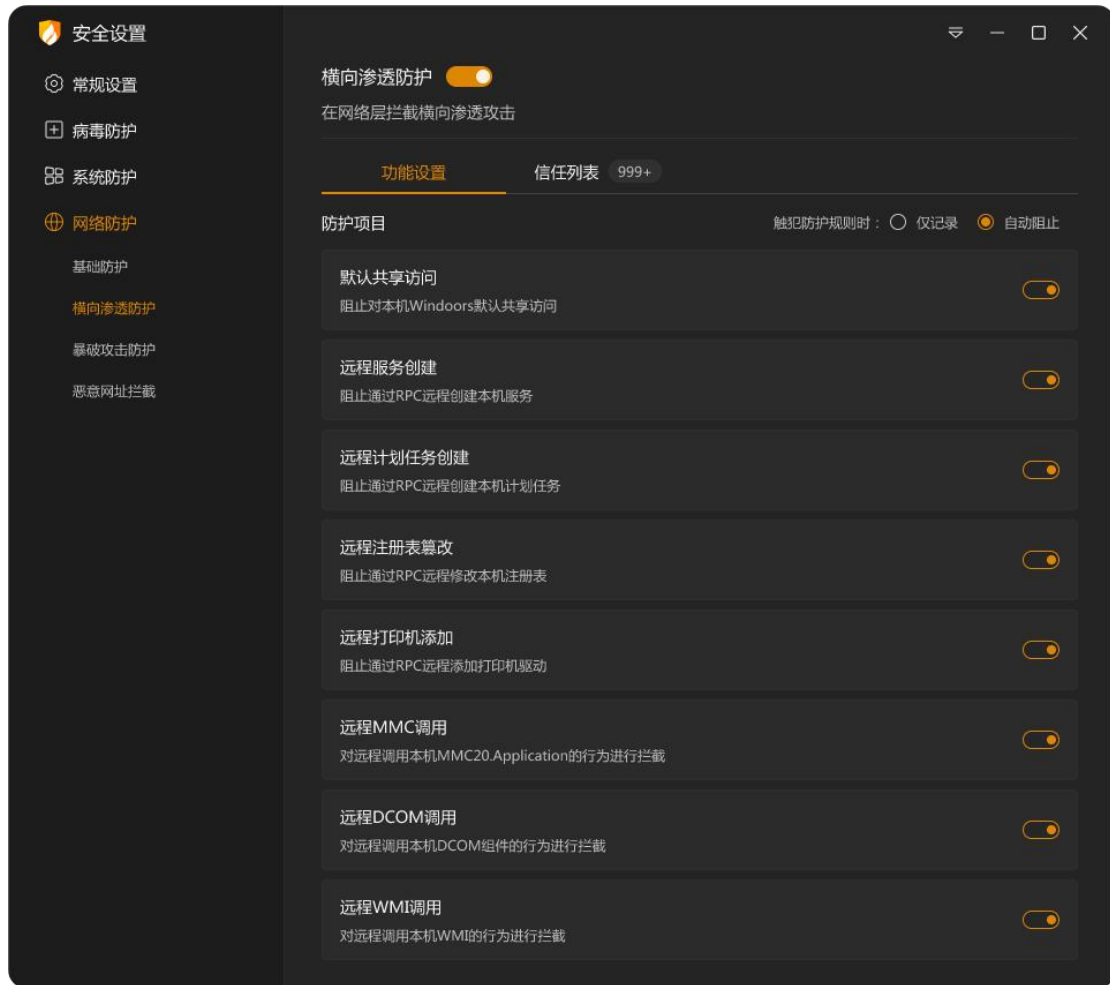 安全设置
常规设置
病毒防护
系统防护
网络防护
基础防护
横向渗透防护
暴破攻击防护
恶意网址拦截
横向渗透防护
在网络层拦截横向渗透攻击
功能设置 信任列表 999+
防护项目 触犯防护规则时： 仅记录 自动阻止
默认共享访问
阻止对本机Windoors默认共享访问
远程服务创建
阻止通过RPC远程创建本机服务
远程计划任务创建
阻止通过RPC远程创建本机计划任务
远程注册表篡改
阻止通过RPC远程修改本机注册表
远程打印机添加
阻止通过RPC远程添加打印机驱动
远程MMC调用
对远程调用本机MMC20.Application的行为进行拦截
远程DCOM调用
对远程调用本机DCOM组件的行为进行拦截
远程WMI调用
对远程调用本机WMI的行为进行拦截